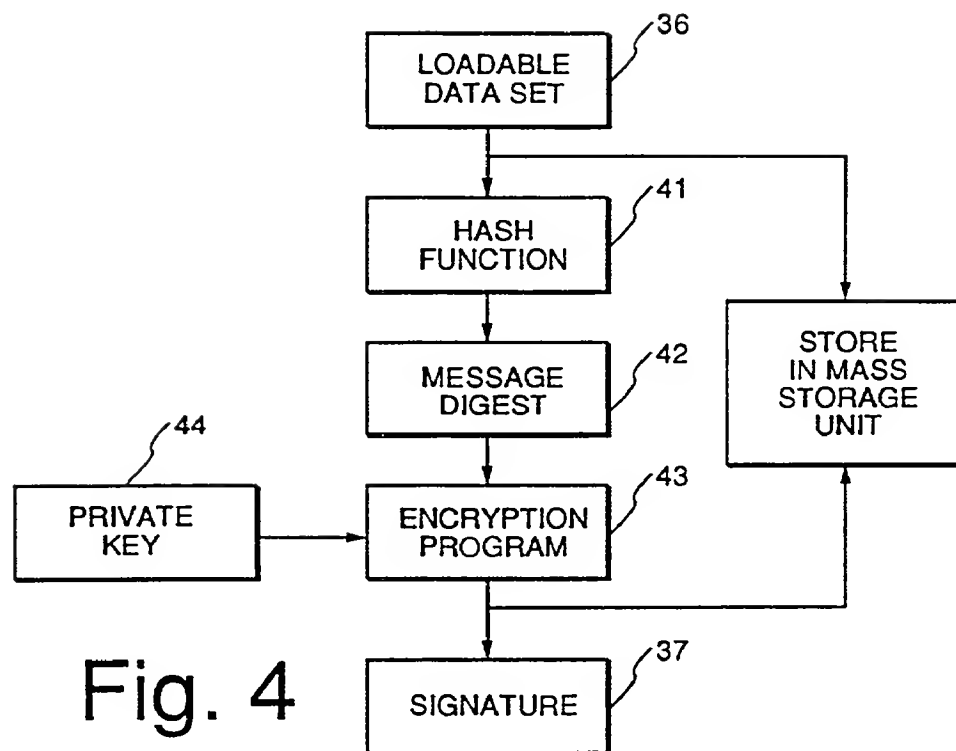 36
LOADABLE
DATA SET
41
HASH
FUNCTION
42
MESSAGE
DIGEST
STORE
IN MASS
STORAGE
UNIT
44
PRIVATE
KEY
43
ENCRYPTION
PROGRAM
37
SIGNATURE
Fig. 4